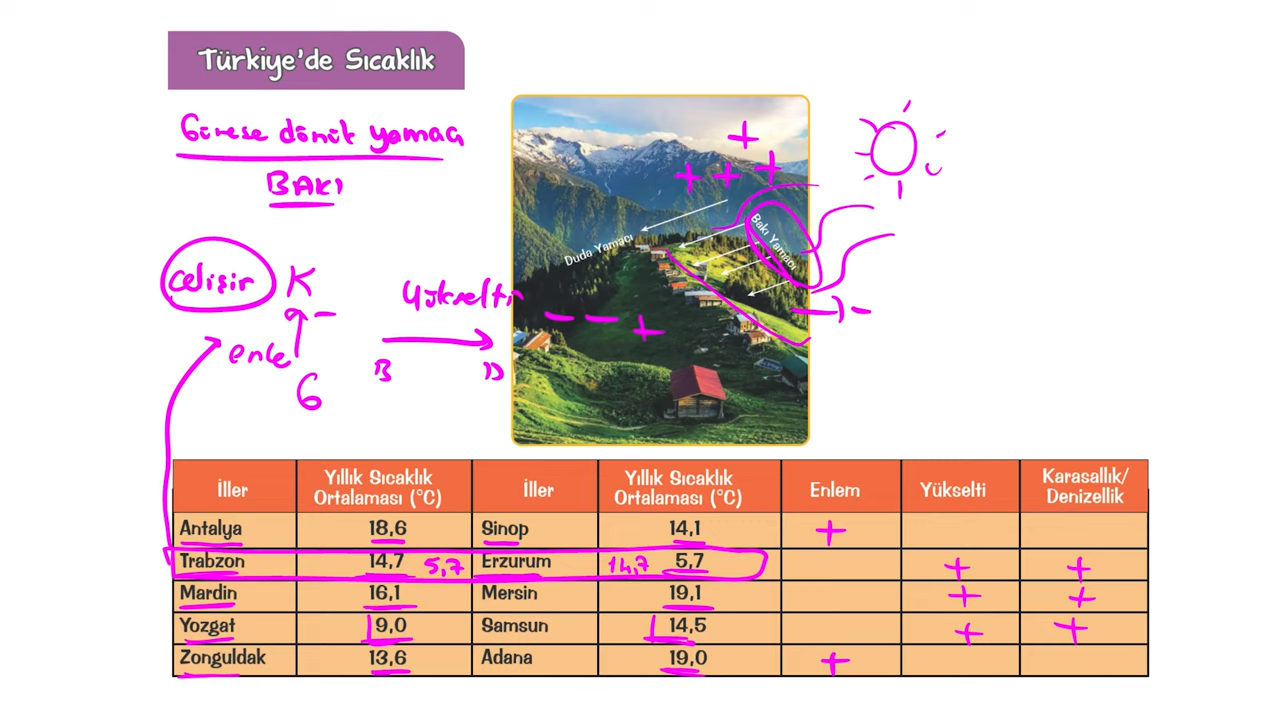 Türkiye'de Sıcaklık
Güneşe dönük yamacı
BAKI
Duda Yamacı
Bakı Yamacı
Çelişir K
Yükselti
enle
B D
G
İller Yıllık Sıcaklık Ortalaması (°C) İller Yıllık Sıcaklık Ortalaması (°C) Enlem Yükselti Karasallık/ Denizellik
Antalya 18,6 Sinop 14,1 +
Trabzon 14,7 5,7 Erzurum 14,7 5,7 + +
Mardin 16,1 Mersin 19,1 + +
Yozgat 9,0 Samsun 14,5 + +
Zonguldak 13,6 Adana 19,0 +